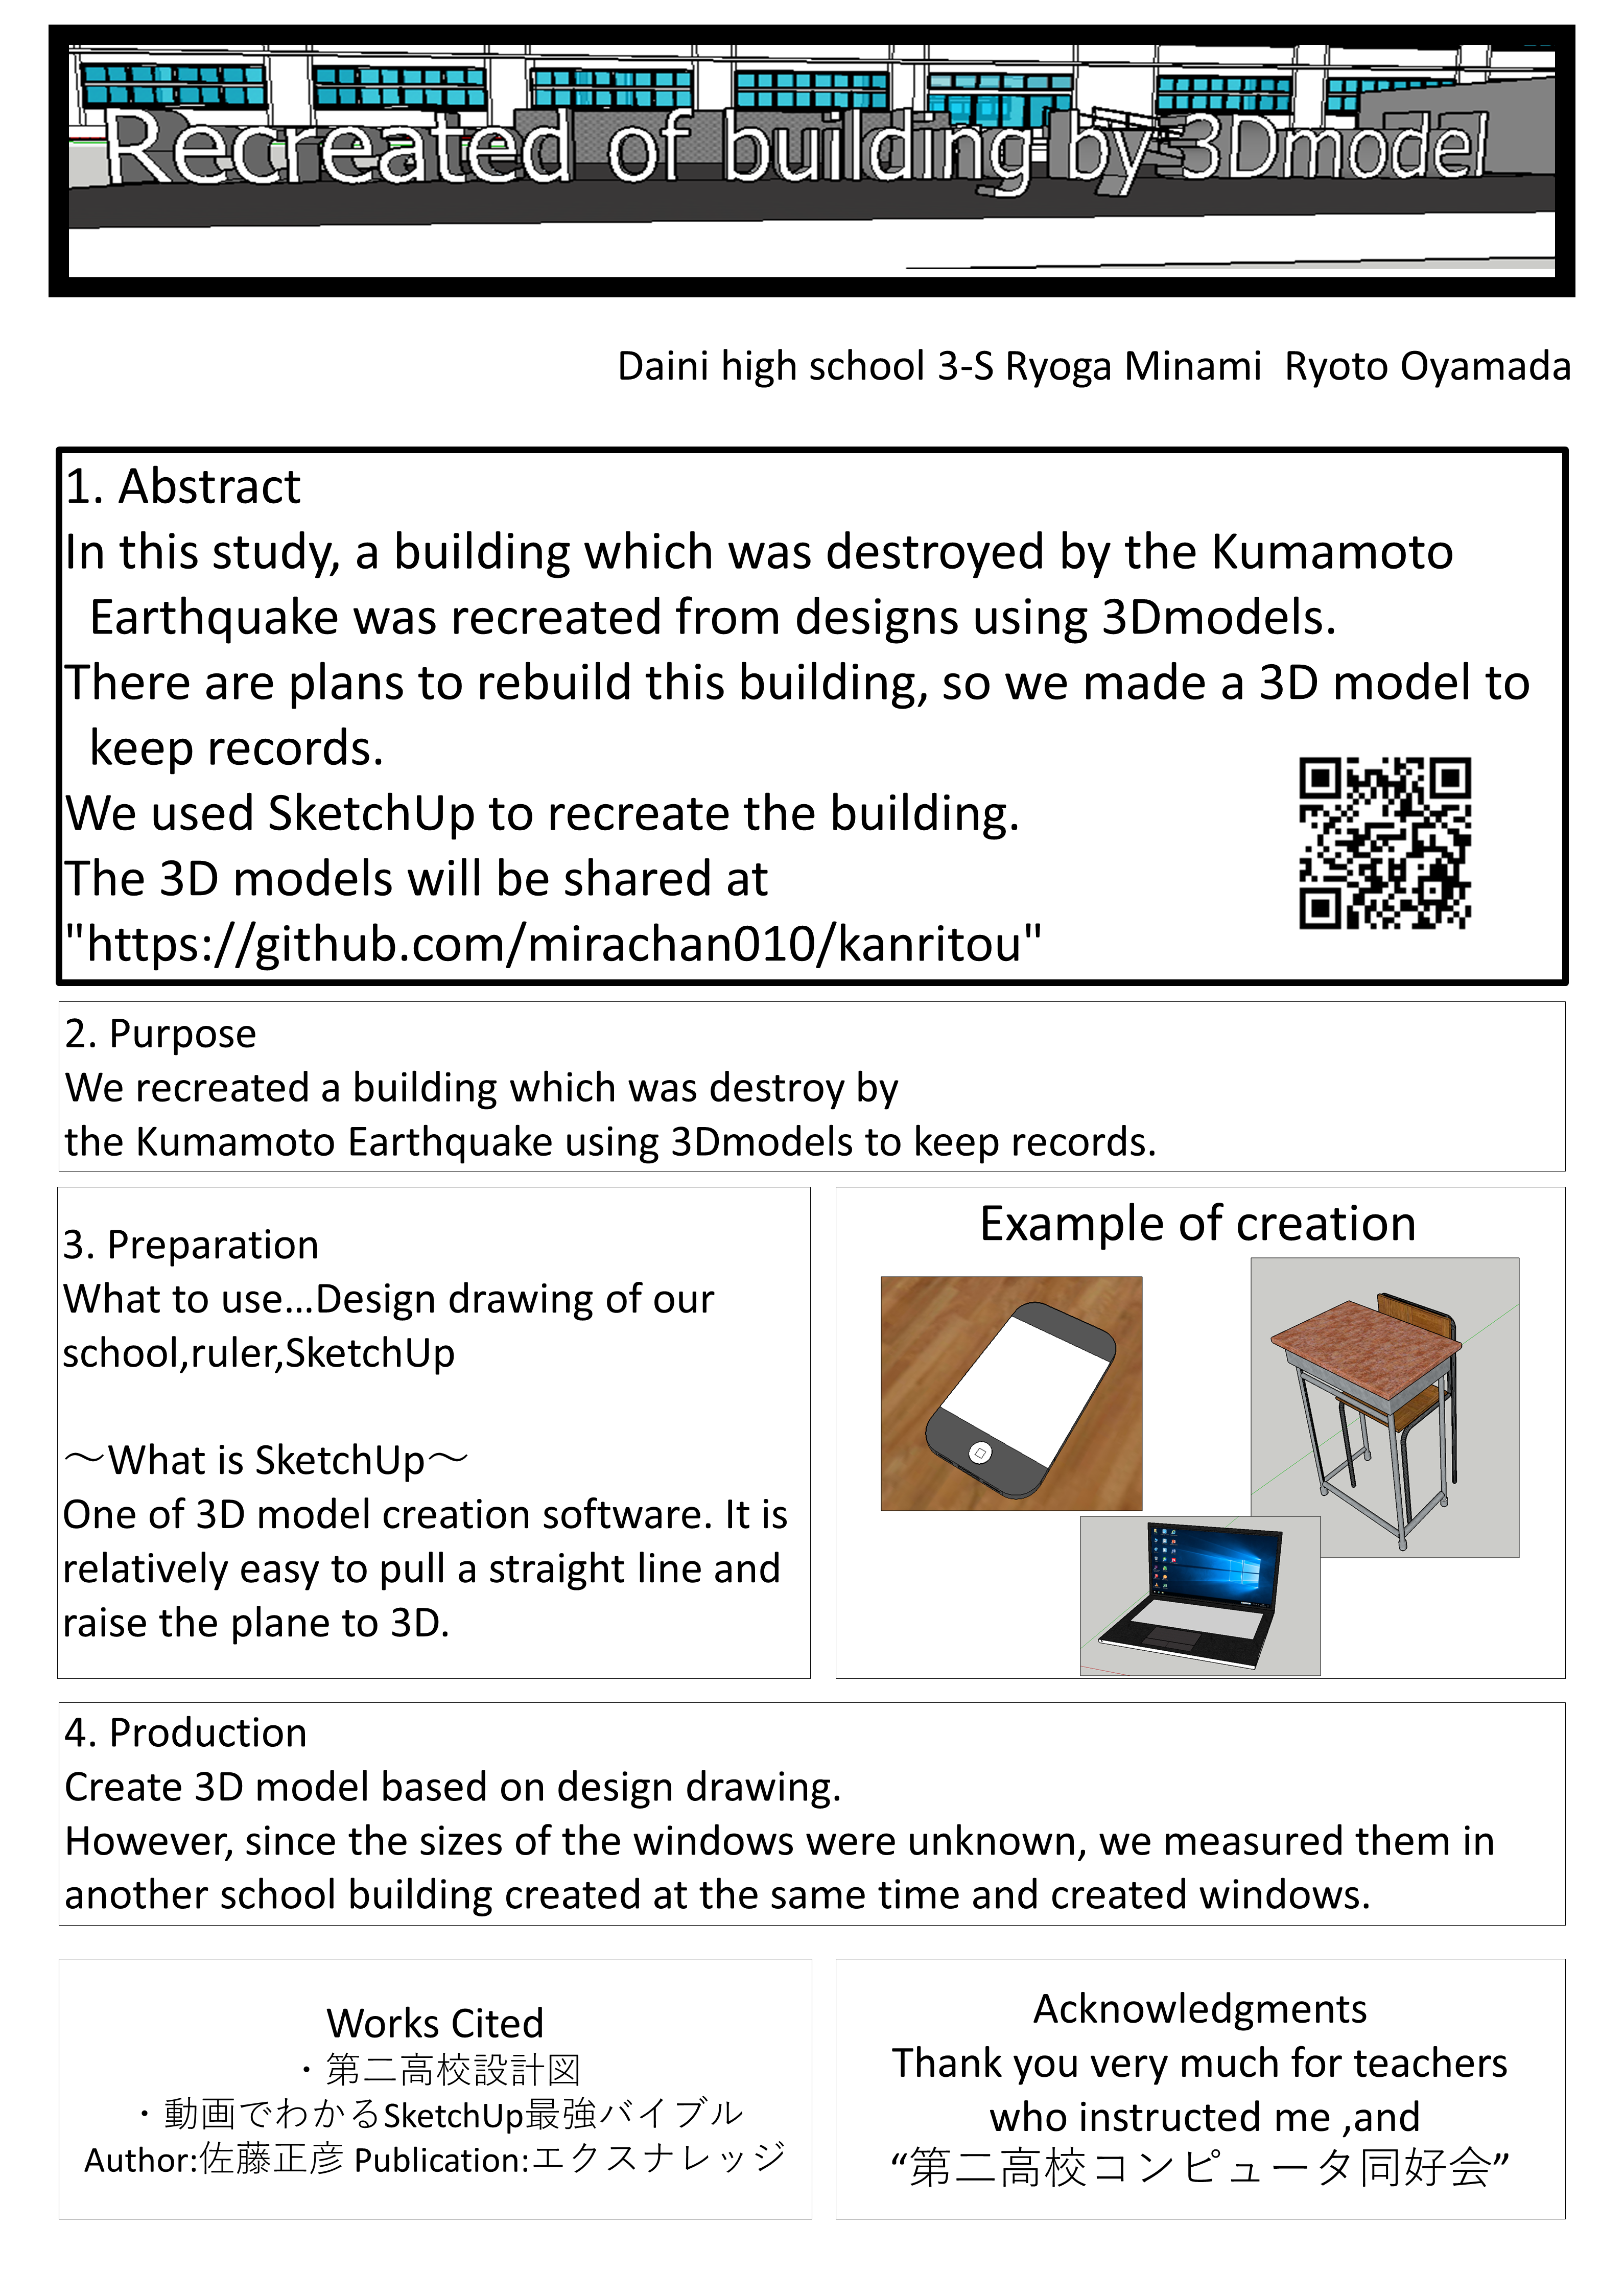 Recreated of building by 3Dmodel
Daini high school 3-S Ryoga Minami  Ryoto Oyamada
1. Abstract
In this study, a building which was destroyed by the Kumamoto
Earthquake was recreated from designs using 3Dmodels.
There are plans to rebuild this building, so we made a 3D model to
keep records.
We used SketchUp to recreate the building.
The 3D models will be shared at
"https://github.com/mirachan010/kanritou"
2. Purpose
We recreated a building which was destroy by
the Kumamoto Earthquake using 3Dmodels to keep records.
3. Preparation
What to use…Design drawing of our
school,ruler,SketchUp
～What is SketchUp～
One of 3D model creation software. It is
relatively easy to pull a straight line and
raise the plane to 3D.
Example of creation
4. Production
Create 3D model based on design drawing.
However, since the sizes of the windows were unknown, we measured them in
another school building created at the same time and created windows.
Works Cited
・第二高校設計図
・動画でわかるSketchUp最強バイブル
Author:佐藤正彦 Publication:エクスナレッジ
Acknowledgments
Thank you very much for teachers
who instructed me ,and
“第二高校コンピュータ同好会”